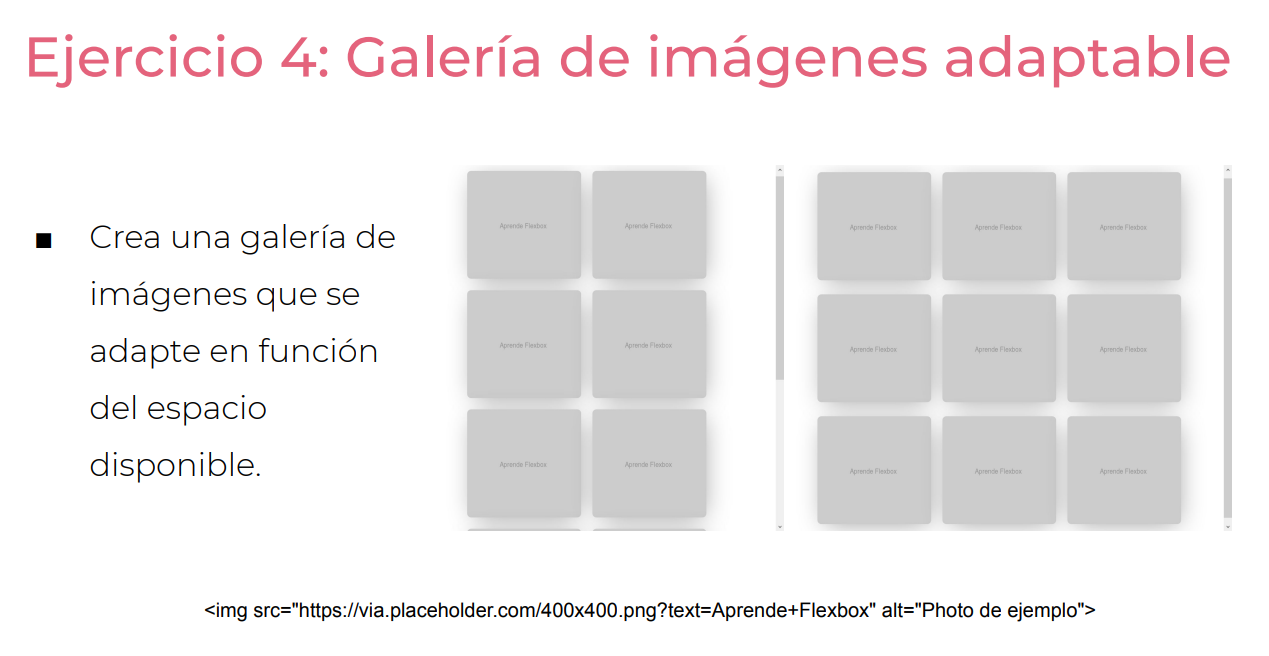 Ejercicio 4: Galería de imágenes adaptable
Crea una galería de
imágenes que se
adapte en función
del espacio
disponible.
Aprende Flexbox Aprende Flexbox
Aprende Flexbox Aprende Flexbox
Aprende Flexbox Aprende Flexbox
Aprende Flexbox Aprende Flexbox Aprende Flexbox
Aprende Flexbox Aprende Flexbox Aprende Flexbox
Aprende Flexbox Aprende Flexbox Aprende Flexbox
<img src="https://via.placeholder.com/400x400.png?text=Aprende+Flexbox" alt="Photo de ejemplo">